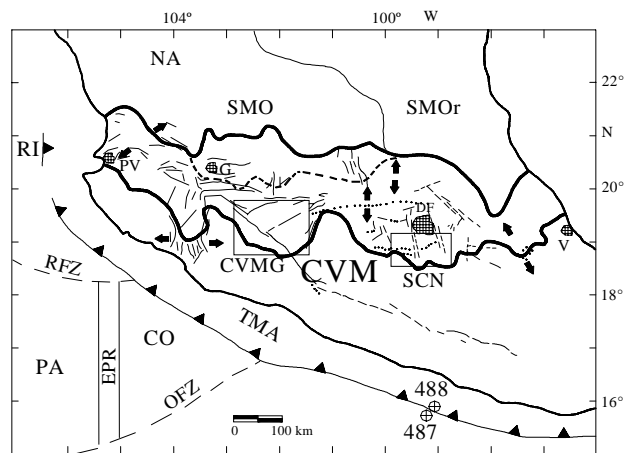 104° 100° W
NA
22°
SMO SMOr
N
RI
PV G
20°
DF
V
CVMG CVM SCN
RFZ
18°
CO TMA
PA EPR
OFZ
488
16°
487
0 100 km